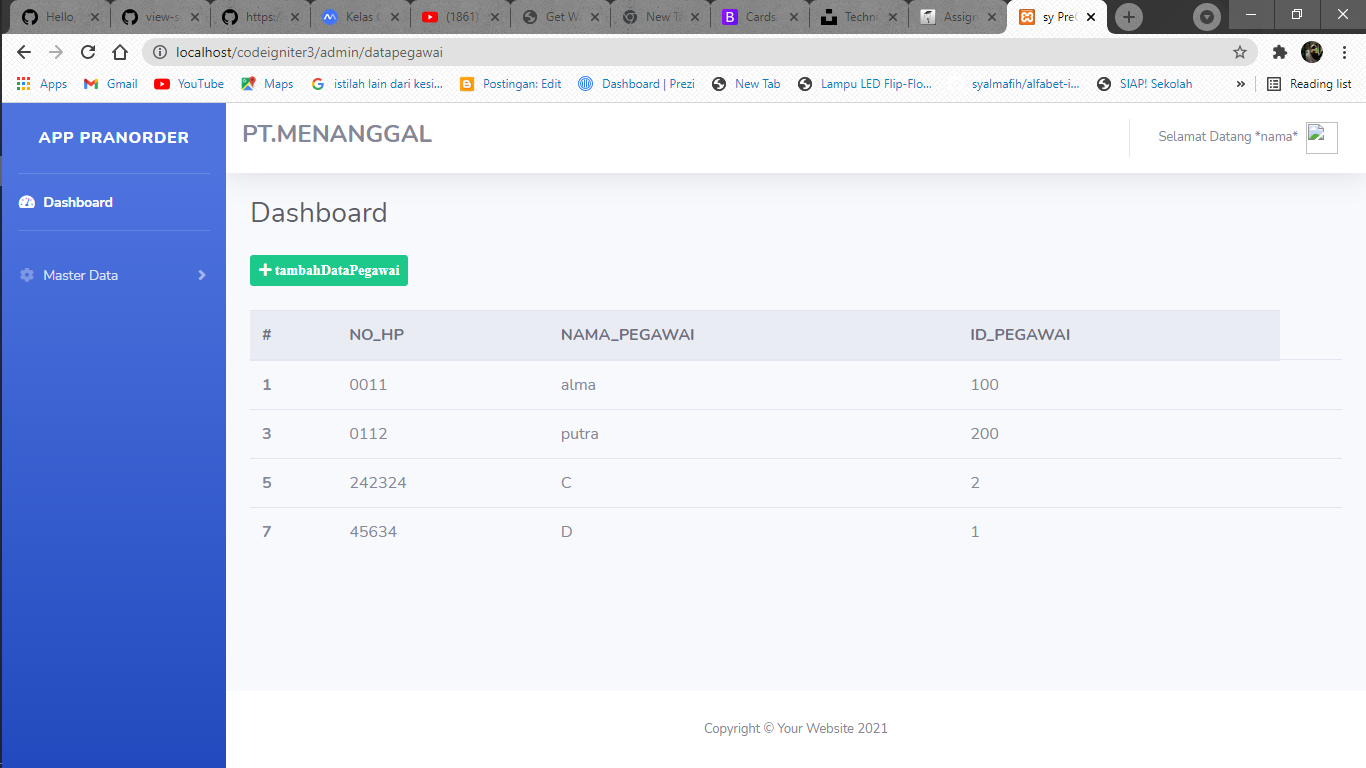 Hello,
view-s
https:/
Kelas
(1861)
Get W
New T
Cards
Techn
Assign
sy Pre
localhost/codeigniter3/admin/datapegawai
Apps Gmail YouTube Maps istilah lain dari kesi... Postingan: Edit Dashboard | Prezi New Tab Lampu LED Flip-Flo... syalmafih/alfabet-i... SIAP! Sekolah » Reading list
APP PRANORDER
PT.MENANGGAL
Selamat Datang *nama*
Dashboard
Master Data
Dashboard
+ tambahDataPegawai
# NO_HP NAMA_PEGAWAI ID_PEGAWAI
1 0011 alma 100
3 0112 putra 200
5 242324 C 2
7 45634 D 1
Copyright © Your Website 2021